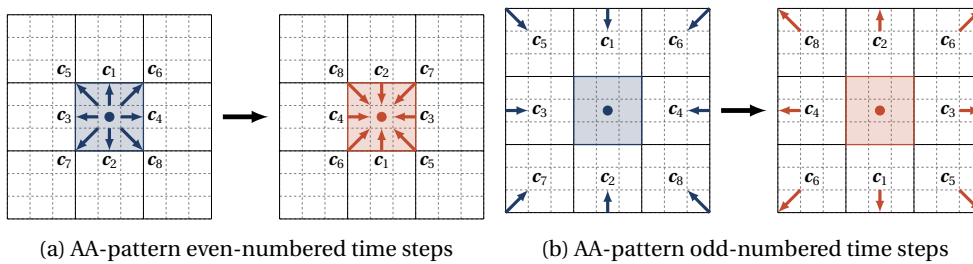 c5 c1 c6
c3 c4
c7 c2 c8
c8 c2 c7
c4 c3
c6 c1 c5
(a) AA-pattern even-numbered time steps
c5 c1 c6
c3 c4
c7 c2 c8
c8 c2 c6
c4 c3
c6 c1 c5
(b) AA-pattern odd-numbered time steps